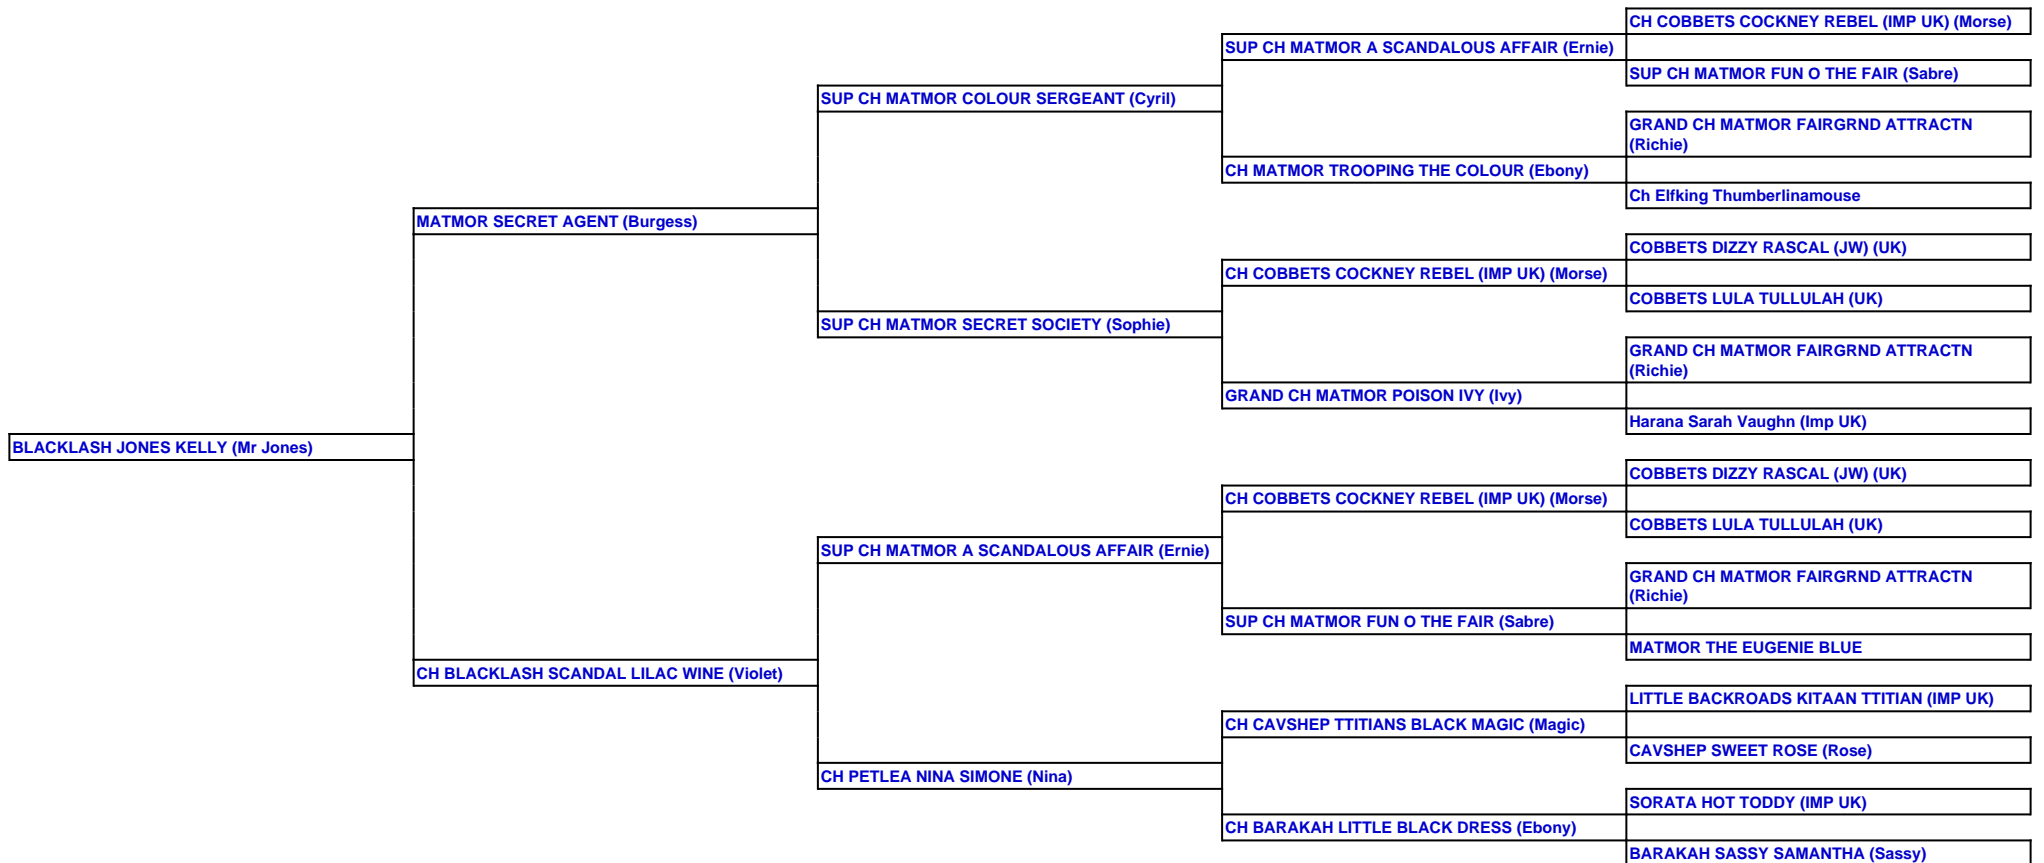 CH COBBETS COCKNEY REBEL (IMP UK) (Morse)
SUP CH MATMOR A SCANDALOUS AFFAIR (Ernie)
SUP CH MATMOR FUN O THE FAIR (Sabre)
SUP CH MATMOR COLOUR SERGEANT (Cyril)
GRAND CH MATMOR FAIRGRND ATTRACTN
(Richie)
CH MATMOR TROOPING THE COLOUR (Ebony)
Ch Elfking Thumberlinamouse
MATMOR SECRET AGENT (Burgess)
COBBETS DIZZY RASCAL (JW) (UK)
CH COBBETS COCKNEY REBEL (IMP UK) (Morse)
COBBETS LULA TULLULAH (UK)
SUP CH MATMOR SECRET SOCIETY (Sophie)
GRAND CH MATMOR FAIRGRND ATTRACTN
(Richie)
GRAND CH MATMOR POISON IVY (Ivy)
Harana Sarah Vaughn (Imp UK)
BLACKLASH JONES KELLY (Mr Jones)
COBBETS DIZZY RASCAL (JW) (UK)
CH COBBETS COCKNEY REBEL (IMP UK) (Morse)
COBBETS LULA TULLULAH (UK)
SUP CH MATMOR A SCANDALOUS AFFAIR (Ernie)
GRAND CH MATMOR FAIRGRND ATTRACTN
(Richie)
SUP CH MATMOR FUN O THE FAIR (Sabre)
MATMOR THE EUGENIE BLUE
CH BLACKLASH SCANDAL LILAC WINE (Violet)
LITTLE BACKROADS KITAAN TTITIAN (IMP UK)
CH CAVSHEP TTITIANS BLACK MAGIC (Magic)
CAVSHEP SWEET ROSE (Rose)
CH PETLEA NINA SIMONE (Nina)
SORATA HOT TODDY (IMP UK)
CH BARAKAH LITTLE BLACK DRESS (Ebony)
BARAKAH SASSY SAMANTHA (Sassy)